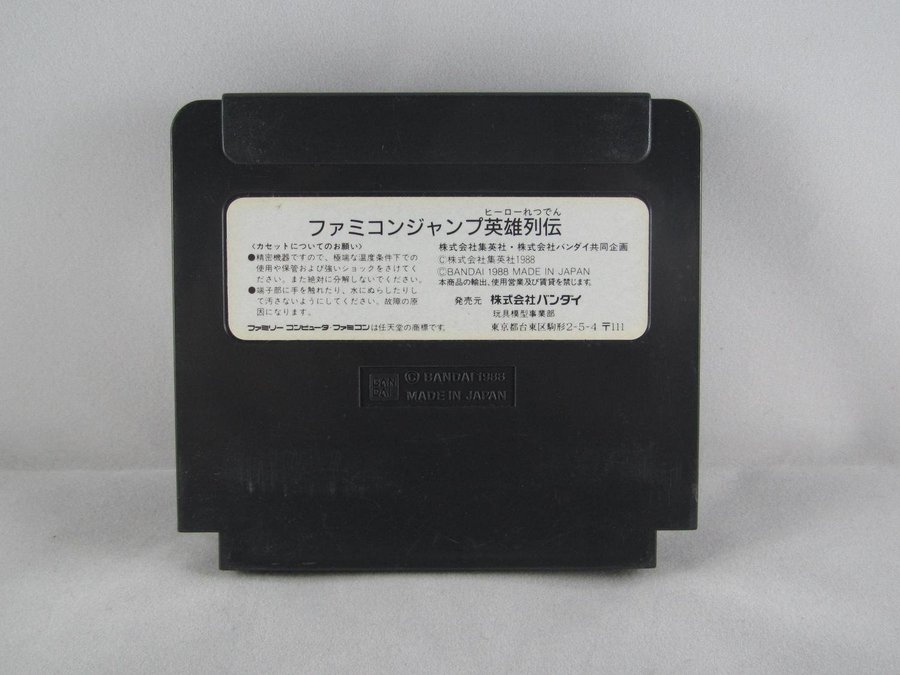 ヒーローれつでん
ファミコンジャンプ英雄列伝
〈カセットについてのお願い〉
●精密機器ですので、極端な温度条件下での
使用や保管および強いショックをさけてく
ださい。また絶対に分解しないでください。
●端子部に手を触れたり、水にぬらしたりし
て汚さないようにしてください。故障の原
因になります。
ファミリーコンピュータ・ファミコンは任天堂の商標です。
株式会社集英社・株式会社バンダイ共同企画
©株式会社集英社1988
©BANDAI 1988 MADE IN JAPAN
本商品の輸出、使用営業及び賃貸を禁じます。
発売元 株式会社バンダイ
玩具模型事業部
東京都台東区駒形2-5-4 〒111
BAN
DAI
(C) BANDAI 1988
MADE IN JAPAN